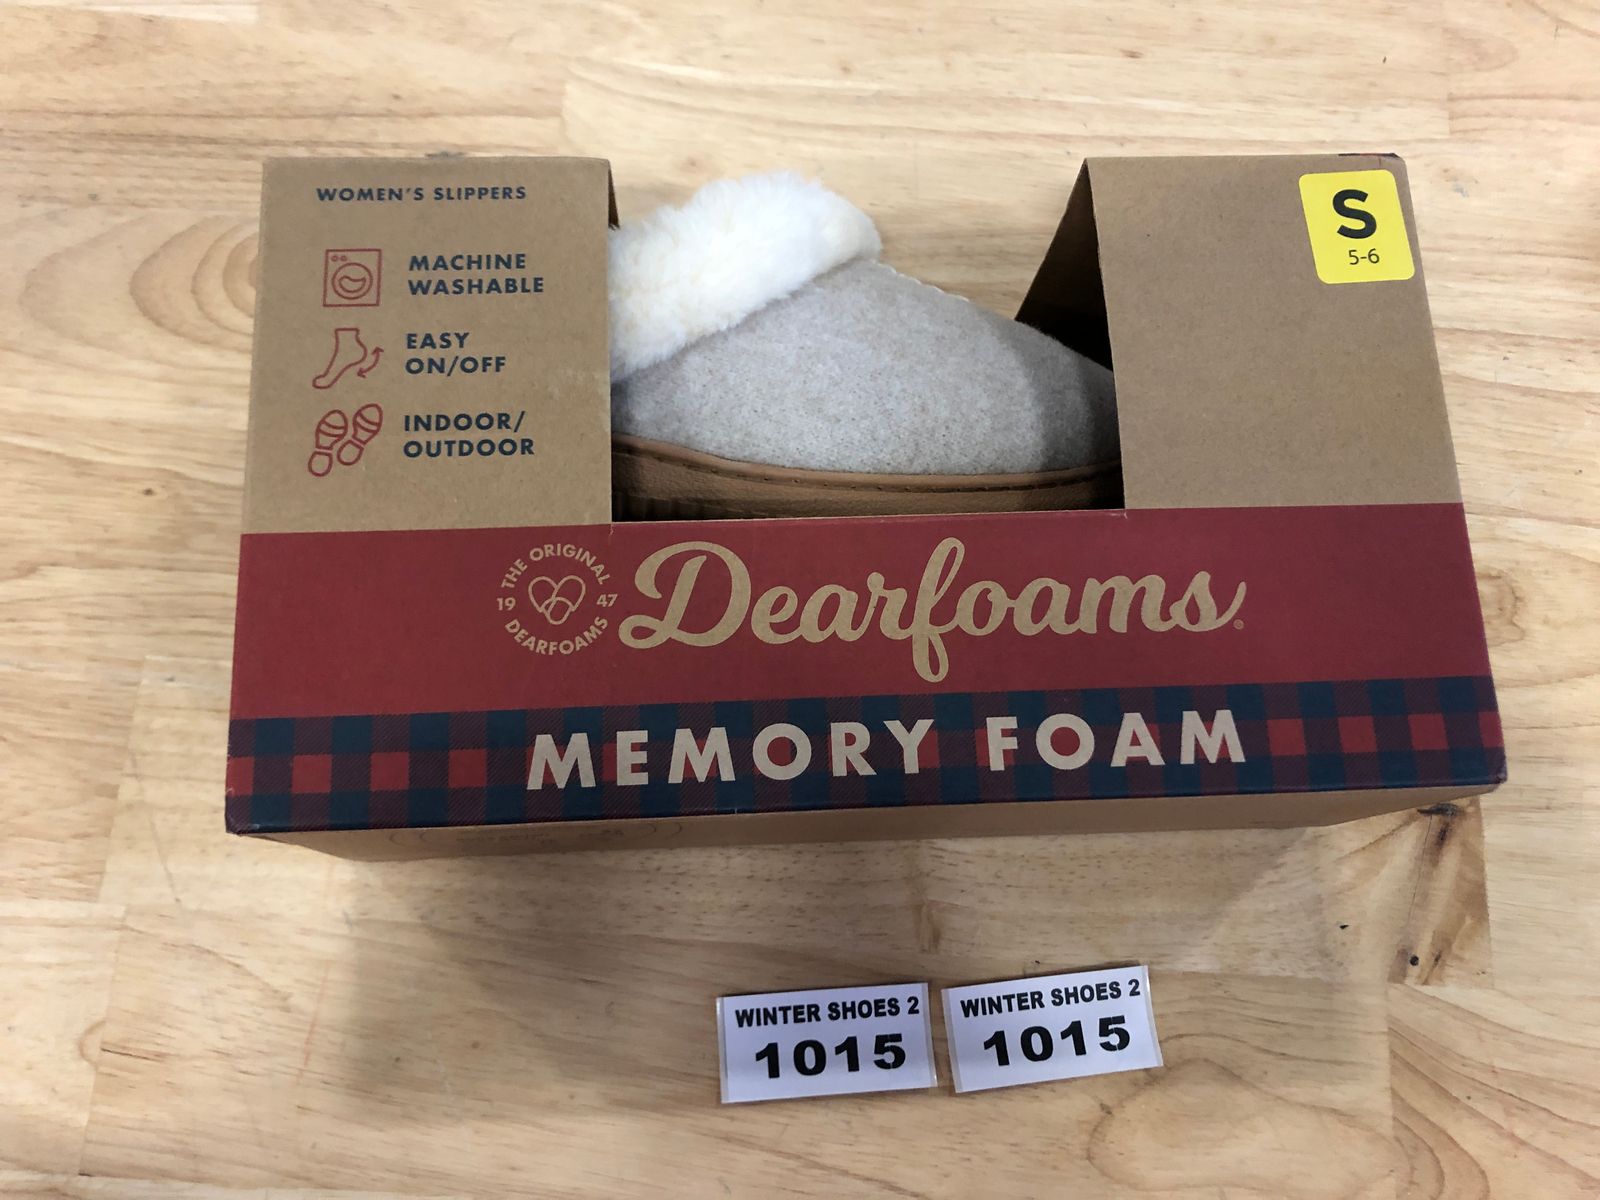 WOMEN'S SLIPPERS
MACHINE
WASHABLE
EASY
ON/OFF
INDOOR/
OUTDOOR
S
5-6
THE ORIGINAL
19 47
DEARFOAMS
Dearfoams®
MEMORY FOAM
WINTER SHOES 2
1015
WINTER SHOES 2
1015